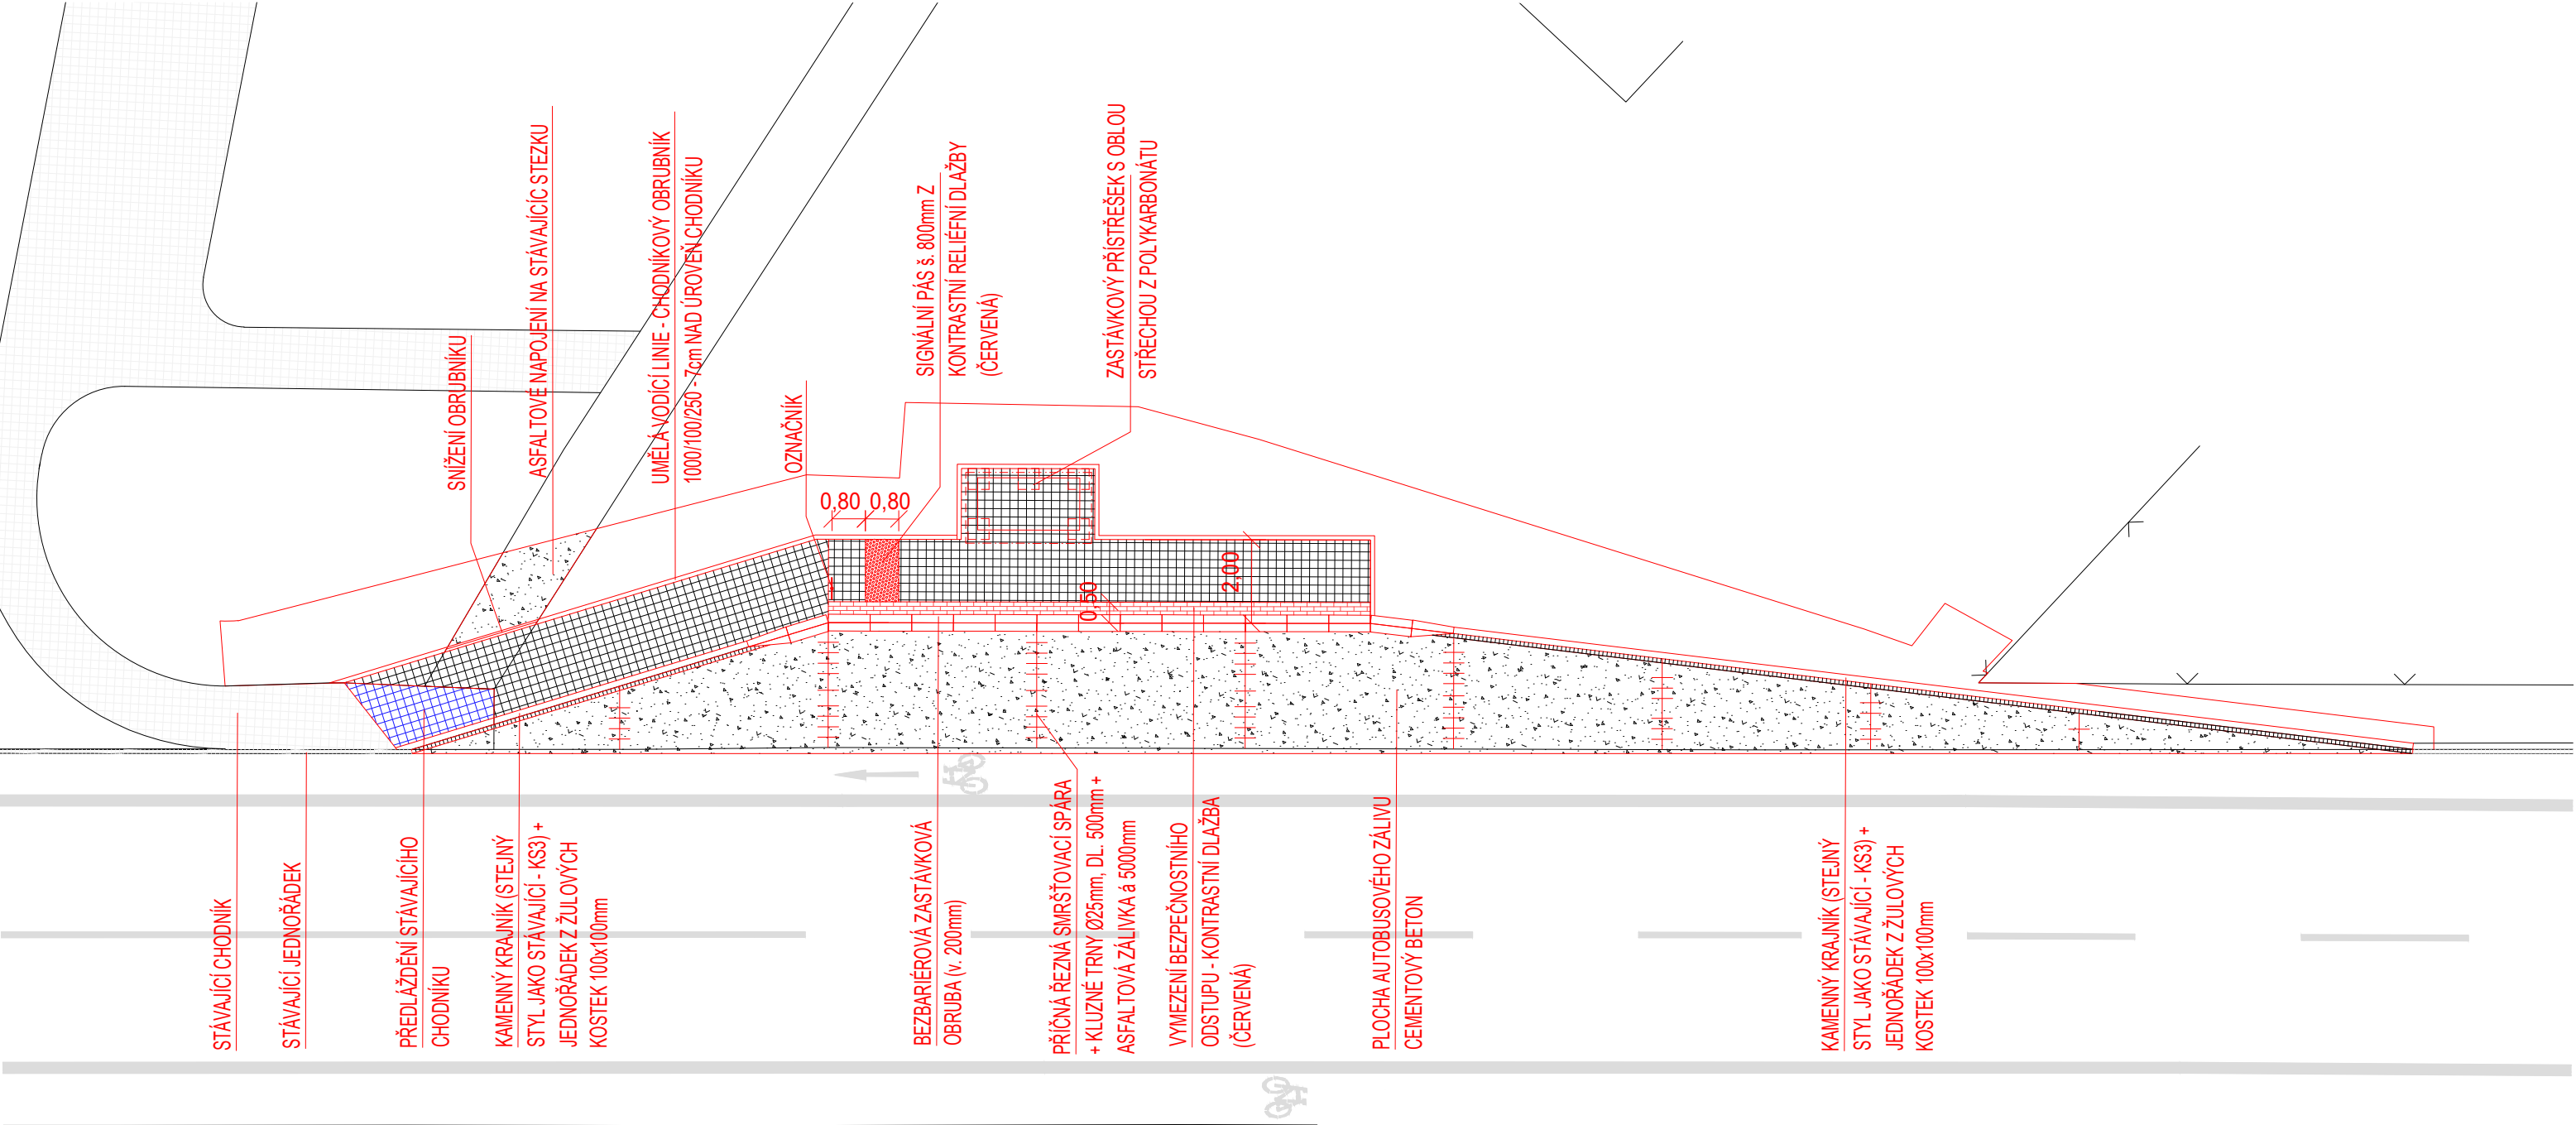 SNÍŽENÍ OBRUBNÍKU
ASFALTOVÉ NAPOJENÍ NA STÁVAJÍCÍC STEZKU
UMĚLÁ VODÍCÍ LINIE - CHODNÍKOVÝ OBRUBNÍK
1000/100/250 - 7cm NAD ÚROVEŇ CHODNÍKU
OZNAČNÍK
SIGNÁLNÍ PÁS š. 800mm Z
KONTRASTNÍ RELIÉFNÍ DLAŽBY
(ČERVENÁ)
ZASTÁVKOVÝ PŘÍSTŘEŠEK S OBLOU
STŘECHOU Z POLYKARBONÁTU
0,80
0,80
0,50
2,00
STÁVAJÍCÍ CHODNÍK
STÁVAJÍCÍ JEDNOŘÁDEK
PŘEDLÁŽDĚNÍ STÁVAJÍCÍHO
CHODNÍKU
KAMENNÝ KRAJNÍK (STEJNÝ
STYL JAKO STÁVAJÍCÍ - KS3) +
JEDNOŘÁDEK Z ŽULOVÝCH
KOSTEK 100x100mm
BEZBARIÉROVÁ ZASTÁVKOVÁ
OBRUBA (v. 200mm)
PŘÍČNÁ ŘEZNÁ SMRŠŤOVACÍ SPÁRA
+ KLUZNÉ TRNY Ø25mm, DL. 500mm +
ASFALTOVÁ ZÁLIVKA á 5000mm
VYMEZENÍ BEZPEČNOSTNÍHO
ODSTUPU - KONTRASTNÍ DLAŽBA
(ČERVENÁ)
PLOCHA AUTOBUSOVÉHO ZÁLIVU
CEMENTOVÝ BETON
KAMENNÝ KRAJNÍK (STEJNÝ
STYL JAKO STÁVAJÍCÍ - KS3) +
JEDNOŘÁDEK Z ŽULOVÝCH
KOSTEK 100x100mm